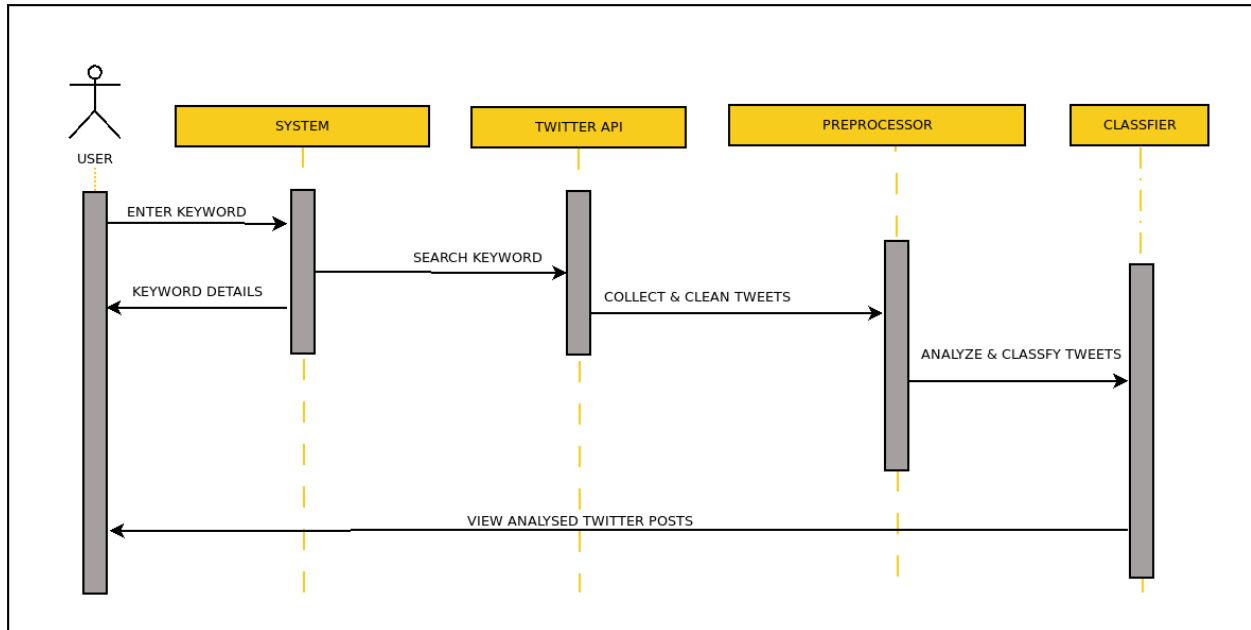 USER
SYSTEM
TWITTER API
PREPROCESSOR
CLASSFIER
ENTER KEYWORD
SEARCH KEYWORD
KEYWORD DETAILS
COLLECT & CLEAN TWEETS
ANALYZE & CLASSFY TWEETS
VIEW ANALYSED TWITTER POSTS